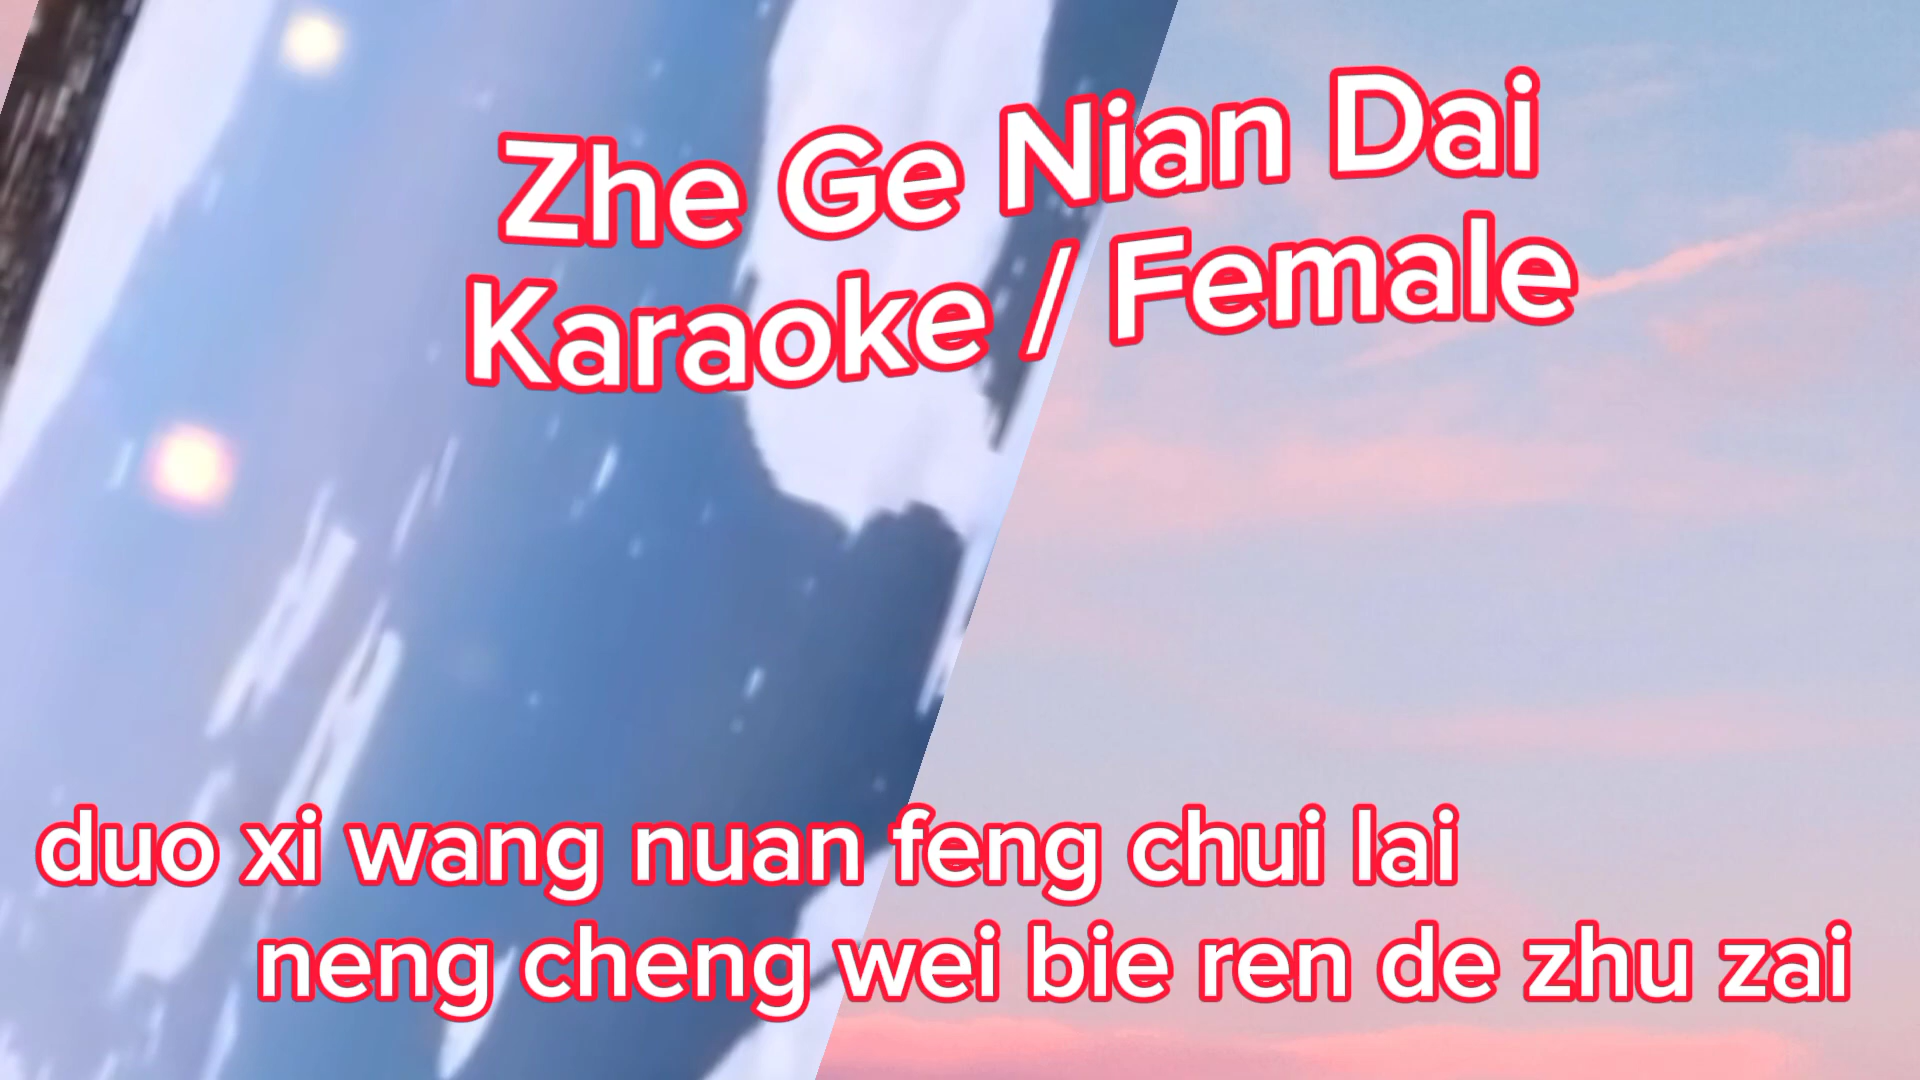 Zhe Ge Nian Dai
Karaoke / Female
duo xi wang nuan feng chui lai
neng cheng wei bie ren de zhu zai